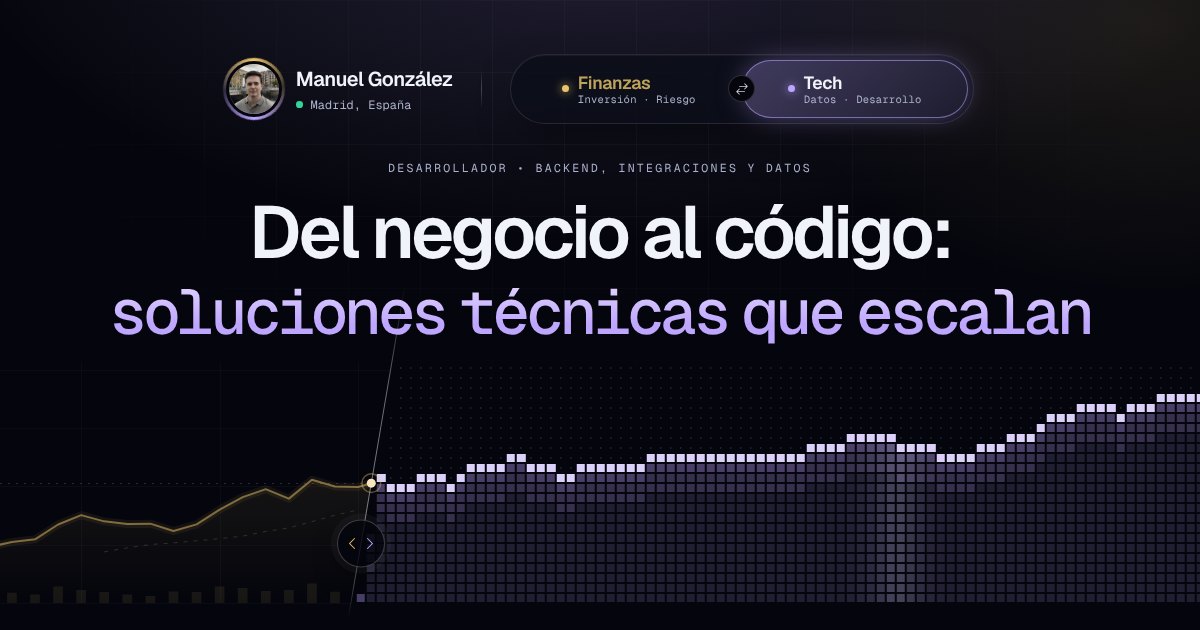 Manuel González
Madrid, España
Finanzas
Inversión · Riesgo
Tech
Datos · Desarrollo
DESARROLLADOR • BACKEND, INTEGRACIONES Y DATOS
Del negocio al código:
soluciones técnicas que escalan